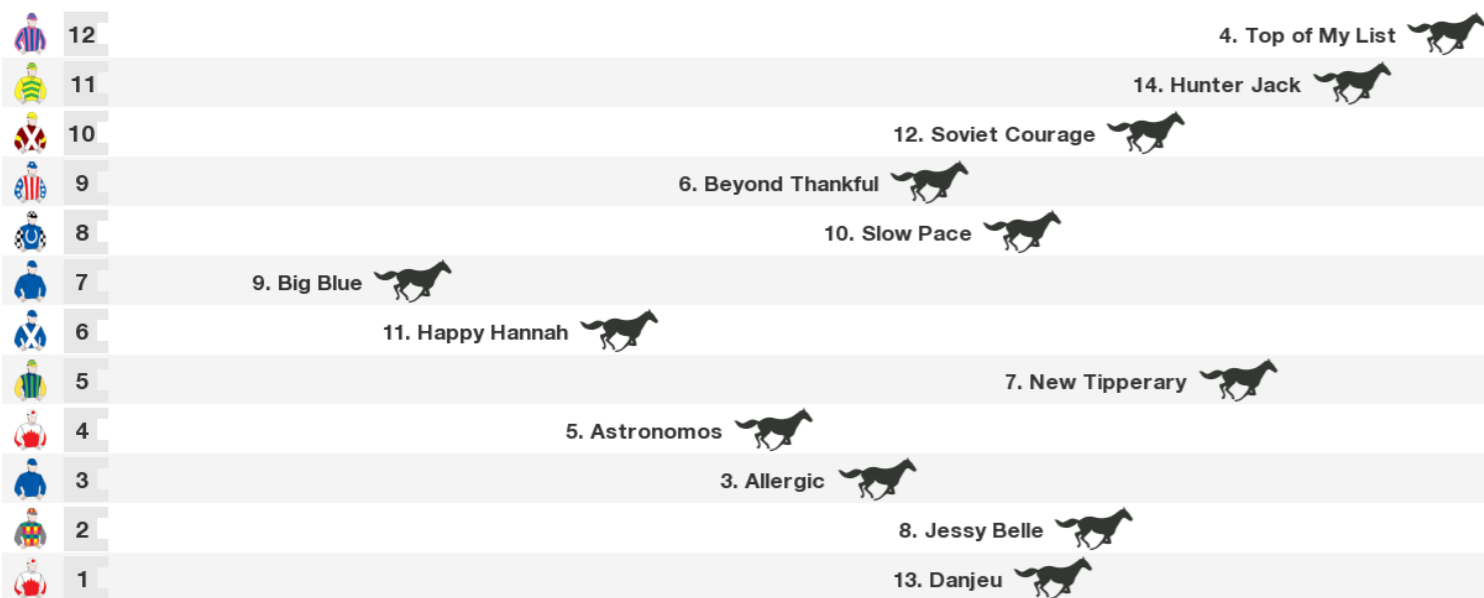 12 4. Top of My List
11 14. Hunter Jack
10 12. Soviet Courage
9 6. Beyond Thankful
8 10. Slow Pace
7 9. Big Blue
6 11. Happy Hannah
5 7. New Tipperary
4 5. Astronomos
3 3. Allergic
2 8. Jessy Belle
1 13. Danjeu